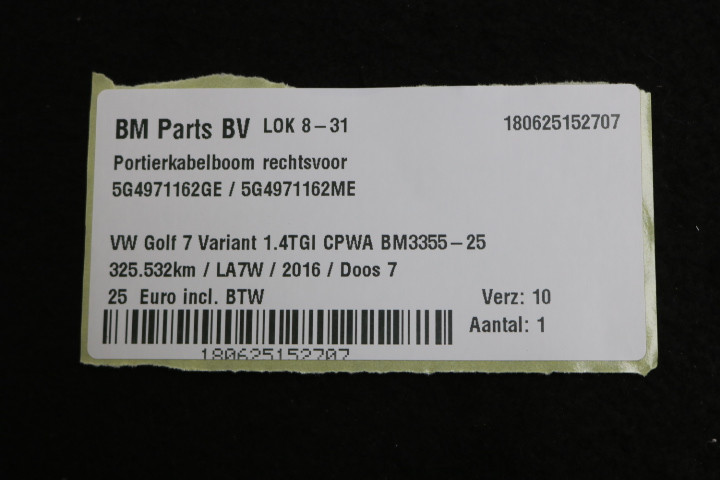 BM Parts BV LOK 8-31 180625152707
Portierkabelboom rechtsvoor
5G4971162GE / 5G4971162ME
VW Golf 7 Variant 1.4TGI CPWA BM3355-25
325.532km / LA7W / 2016 / Doos 7
25 Euro incl. BTW Verz: 10
Aantal: 1
180625152707